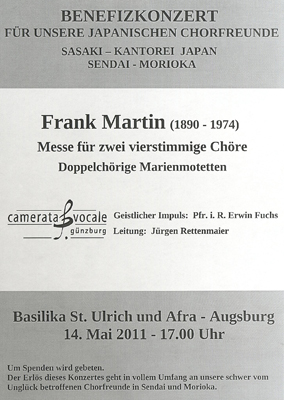 BENEFIZKONZERT
FÜR UNSERE JAPANISCHEN CHORFREUNDE
SASAKI – KANTOREI JAPAN
SENDAI - MORIOKA
Frank Martin (1890 - 1974)
Messe für zwei vierstimmige Chöre
Doppelchörige Marienmotetten
camerata vocale
günzburg
Geistlicher Impuls: Pfr. i. R. Erwin Fuchs
Leitung: Jürgen Rettenmaier
Basilika St. Ulrich und Afra - Augsburg
14. Mai 2011 - 17.00 Uhr
Um Spenden wird gebeten.
Der Erlös dieses Konzertes geht in vollem Umfang an unsere schwer vom
Unglück betroffenen Chorfreunde in Sendai und Morioka.